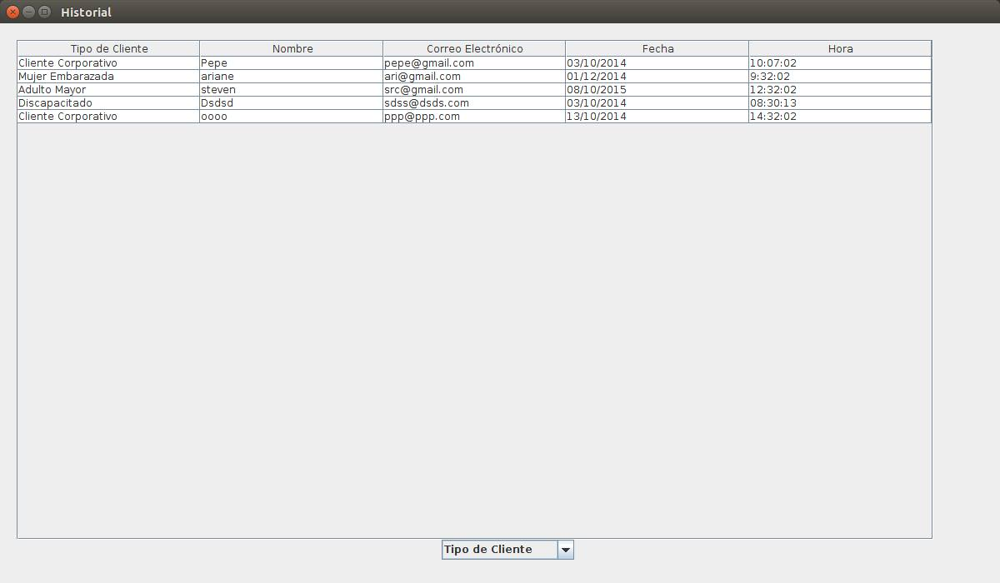 Historial
Tipo de Cliente Nombre Correo Electrónico Fecha Hora
Cliente Corporativo Pepe pepe@gmail.com 03/10/2014 10:07:02
Mujer Embarazada ariane ari@gmail.com 01/12/2014 9:32:02
Adulto Mayor steven src@gmail.com 08/10/2015 12:32:02
Discapacitado Dsdsd sdss@dsds.com 03/10/2014 08:30:13
Cliente Corporativo oooo ppp@ppp.com 13/10/2014 14:32:02
Tipo de Cliente